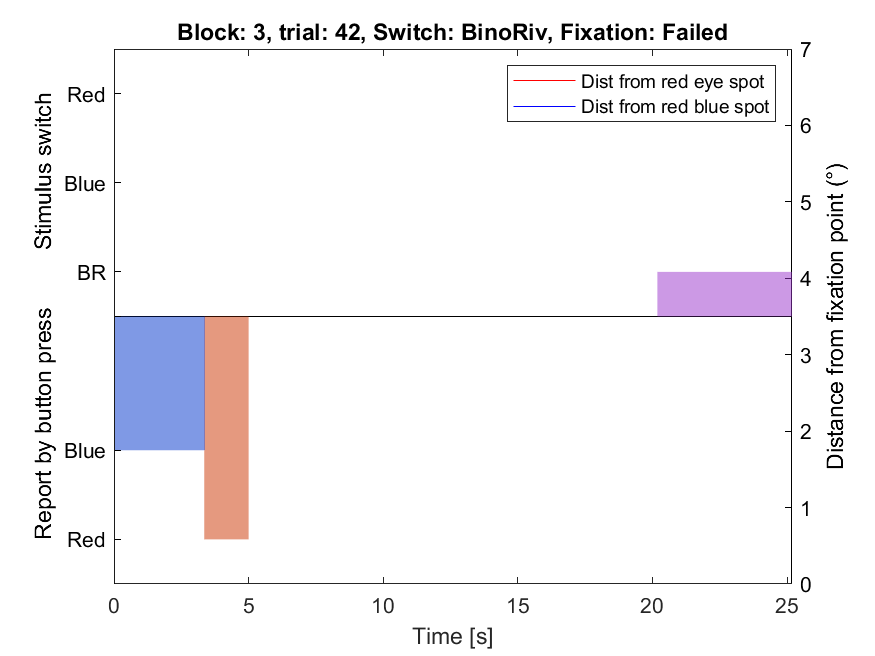 Block: 3, trial: 42, Switch: BinoRiv, Fixation: Failed
Dist from red eye spot
Dist from red blue spot
Stimulus switch
Red
Blue
BR
Report by button press
Blue
Red
7
6
5
4
3
2
1
0
Distance from fixation point (°)
0 5 10 15 20 25
Time [s]